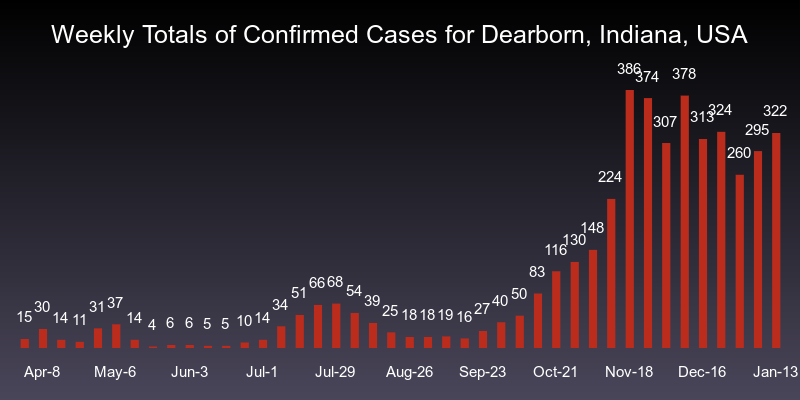 Weekly Totals of Confirmed Cases for Dearborn, Indiana, USA
15 30 14 11 31 37 14 4 6 6 5 5 10 14 34 51 66 68 54 39 25 18 18 19 16 27 40 50 83 116 130 148 224 386 374 307 378 313 324 260 295 322
Apr-8 May-6 Jun-3 Jul-1 Jul-29 Aug-26 Sep-23 Oct-21 Nov-18 Dec-16 Jan-13